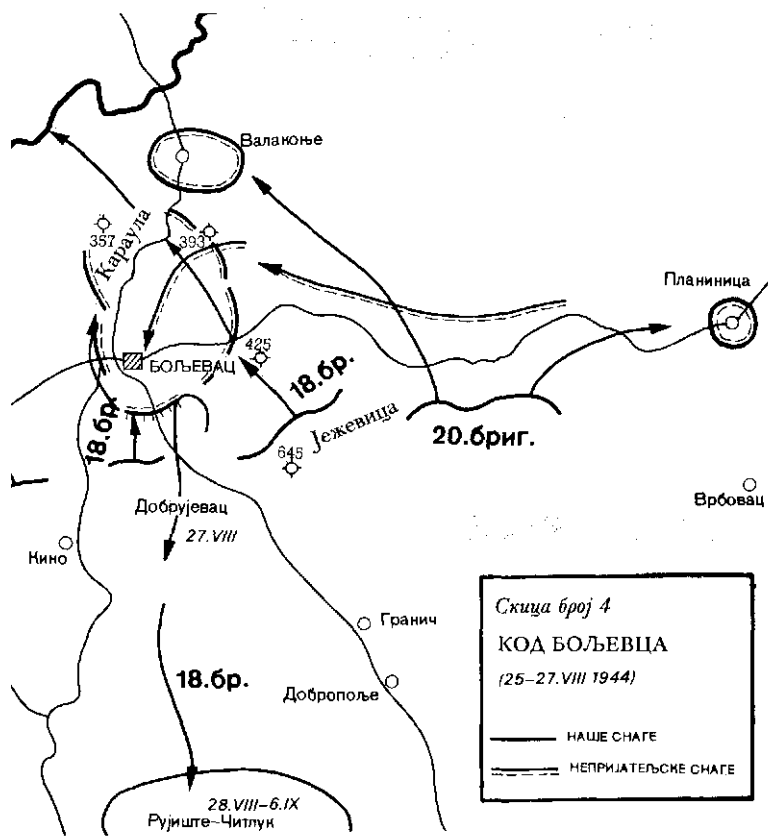 Валакоње
357
Караула
393
Планиница
425
БОЉЕВАЦ
18.бр.
18.бр.
Јежевица
20.бриг.
645
Врбовац
Добрујевац
27.VIII
Кино
Гранич
18.бр.
Добропоље
28.VIII–6.IX
Рујиште–Читлук
Скица број 4
КОД БОЉЕВЦА
(25–27.VIII 1944)
НАШЕ СНАГЕ
НЕПРИЈАТЕЉСКЕ СНАГЕ